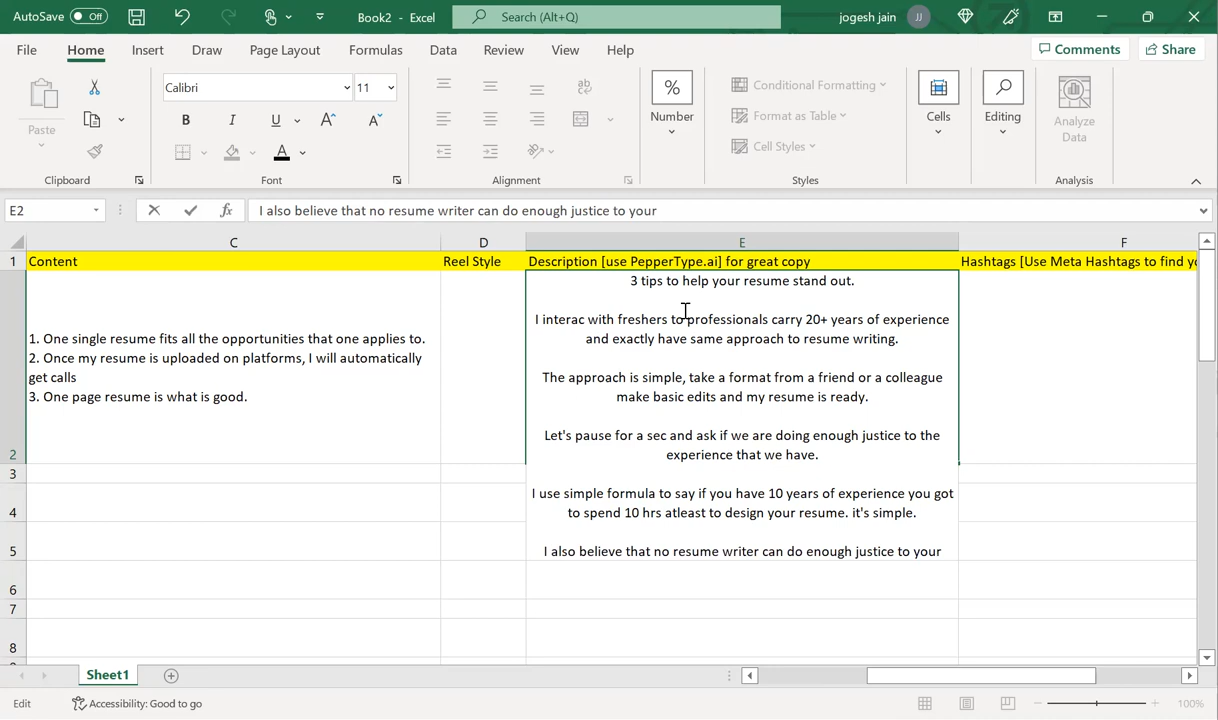 AutoSave Off Book2 - Excel Search (Alt+Q) jogesh jain JJ
File Home Insert Draw Page Layout Formulas Data Review View Help Comments Share
Paste
Clipboard
Calibri 11
B I U A A
A
Font
ab
Alignment
%
Number
Conditional Formatting
Format as Table
Cell Styles
Styles
Cells
Editing
Analyze
Data
Analysis
E2 fx I also believe that no resume writer can do enough justice to your
C D E F
1 Content Reel Style Description [use PepperType.ai] for great copy Hashtags [Use Meta Hashtags to find yo
1. One single resume fits all the opportunities that one applies to.
2. Once my resume is uploaded on platforms, I will automatically
get calls
3. One page resume is what is good.
3 tips to help your resume stand out.
I interac with freshers to professionals carry 20+ years of experience
and exactly have same approach to resume writing.
The approach is simple, take a format from a friend or a colleague
make basic edits and my resume is ready.
Let's pause for a sec and ask if we are doing enough justice to the
experience that we have.
I use simple formula to say if you have 10 years of experience you got
to spend 10 hrs atleast to design your resume. it's simple.
I also believe that no resume writer can do enough justice to your
2
3
4
5
6
7
8
Sheet1
Edit Accessibility: Good to go 100%